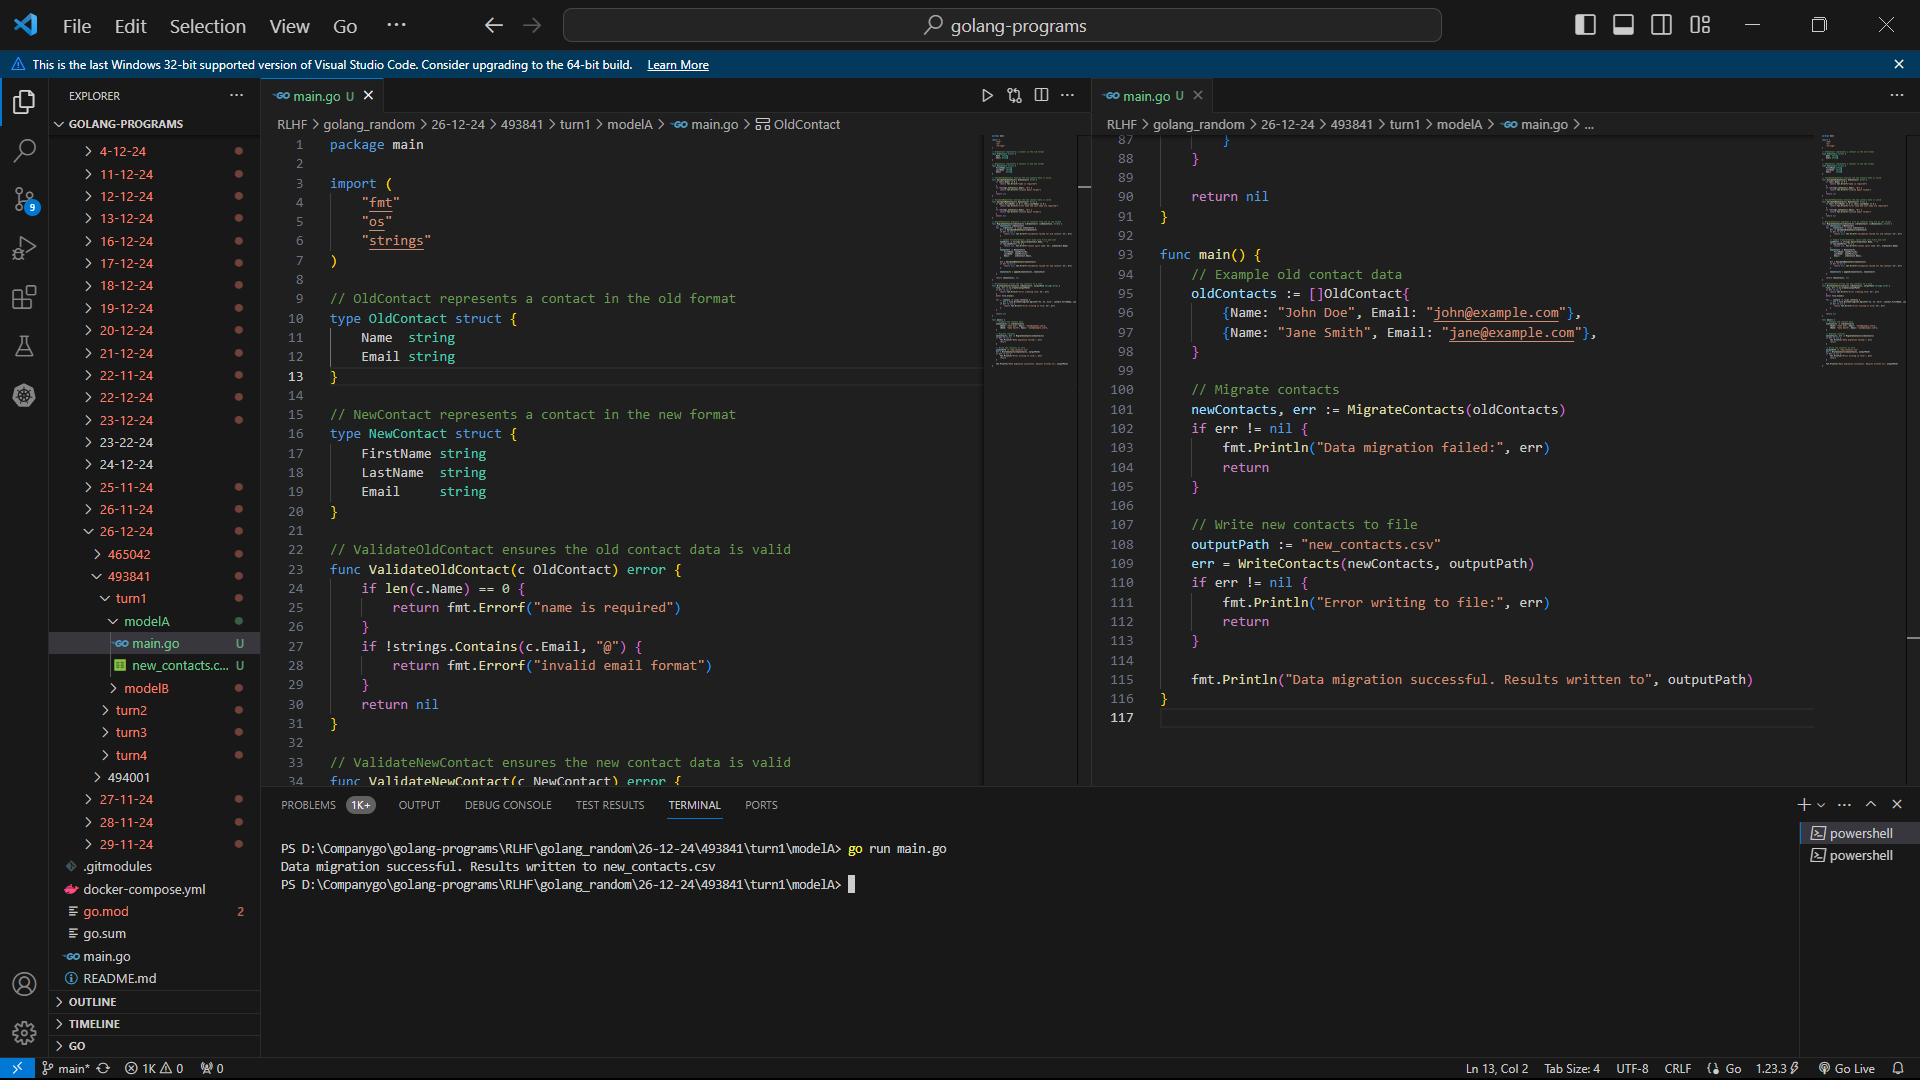 File Edit Selection View Go ···
golang-programs
This is the last Windows 32-bit supported version of Visual Studio Code. Consider upgrading to the 64-bit build. Learn More
EXPLORER
GOLANG-PROGRAMS
4-12-24
11-12-24
12-12-24
13-12-24
16-12-24
17-12-24
18-12-24
19-12-24
20-12-24
21-12-24
22-11-24
22-12-24
23-12-24
23-22-24
24-12-24
25-11-24
26-11-24
26-12-24
465042
493841
turn1
modelA
main.go U
new_contacts.c... U
modelB
turn2
turn3
turn4
494001
27-11-24
28-11-24
29-11-24
.gitmodules
docker-compose.yml
go.mod 2
go.sum
main.go
README.md
OUTLINE
TIMELINE
GO
9
main.go U
RLHF > golang_random > 26-12-24 > 493841 > turn1 > modelA > main.go > OldContact
1 package main
2
3 import (
4 "fmt"
5 "os"
6 "strings"
7 )
8
9 // OldContact represents a contact in the old format
10 type OldContact struct {
11 Name string
12 Email string
13 }
14
15 // NewContact represents a contact in the new format
16 type NewContact struct {
17 FirstName string
18 LastName string
19 Email string
20 }
21
22 // ValidateOldContact ensures the old contact data is valid
23 func ValidateOldContact(c OldContact) error {
24 if len(c.Name) == 0 {
25 return fmt.Errorf("name is required")
26 }
27 if !strings.Contains(c.Email, "@") {
28 return fmt.Errorf("invalid email format")
29 }
30 return nil
31 }
32
33 // ValidateNewContact ensures the new contact data is valid
34 func ValidateNewContact(c NewContact) error {
main.go U
RLHF > golang_random > 26-12-24 > 493841 > turn1 > modelA > main.go > ...
87 }
88 }
89
90 return nil
91 }
92
93 func main() {
94 // Example old contact data
95 oldContacts := []OldContact{
96 {Name: "John Doe", Email: "john@example.com"},
97 {Name: "Jane Smith", Email: "jane@example.com"},
98 }
99
100 // Migrate contacts
101 newContacts, err := MigrateContacts(oldContacts)
102 if err != nil {
103 fmt.Println("Data migration failed:", err)
104 return
105 }
106
107 // Write new contacts to file
108 outputPath := "new_contacts.csv"
109 err = WriteContacts(newContacts, outputPath)
110 if err != nil {
111 fmt.Println("Error writing to file:", err)
112 return
113 }
114
115 fmt.Println("Data migration successful. Results written to", outputPath)
116 }
117
PROBLEMS 1K+ OUTPUT DEBUG CONSOLE TEST RESULTS TERMINAL PORTS
PS D:\Companygo\golang-programs\RLHF\golang_random\26-12-24\493841\turn1\modelA> go run main.go
Data migration successful. Results written to new_contacts.csv
PS D:\Companygo\golang-programs\RLHF\golang_random\26-12-24\493841\turn1\modelA>
powershell
powershell
main* 1K 0 0
Ln 13, Col 2 Tab Size: 4 UTF-8 CRLF Go 1.23.3 Go Live